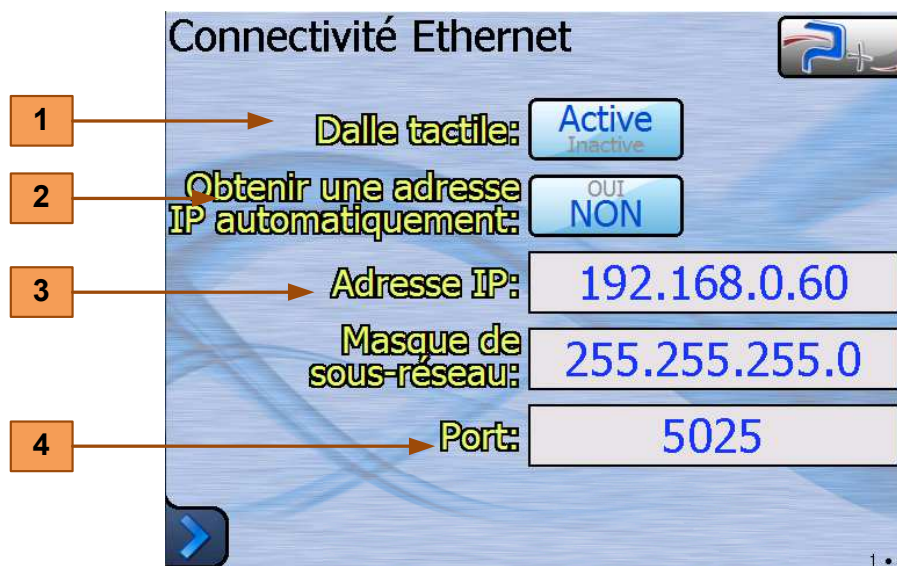 Connectivité Ethernet
1
Dalle tactile:
Active
Inactive
2
Obtenir une adresse
IP automatiquement:
OUI
NON
3
Adresse IP:
192.168.0.60
Masque de
sous-réseau:
255.255.255.0
4
Port:
5025
1 •